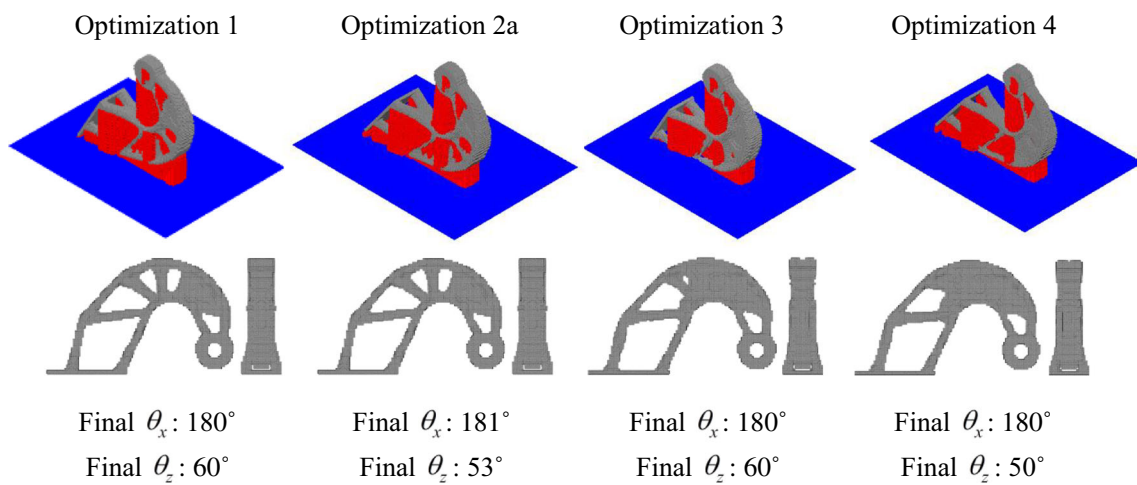 Optimization 1 Optimization 2a Optimization 3 Optimization 4
Final θx: 180˚ Final θx: 181˚ Final θx: 180˚ Final θx: 180˚
Final θz: 60˚ Final θz: 53˚ Final θz: 60˚ Final θz: 50˚